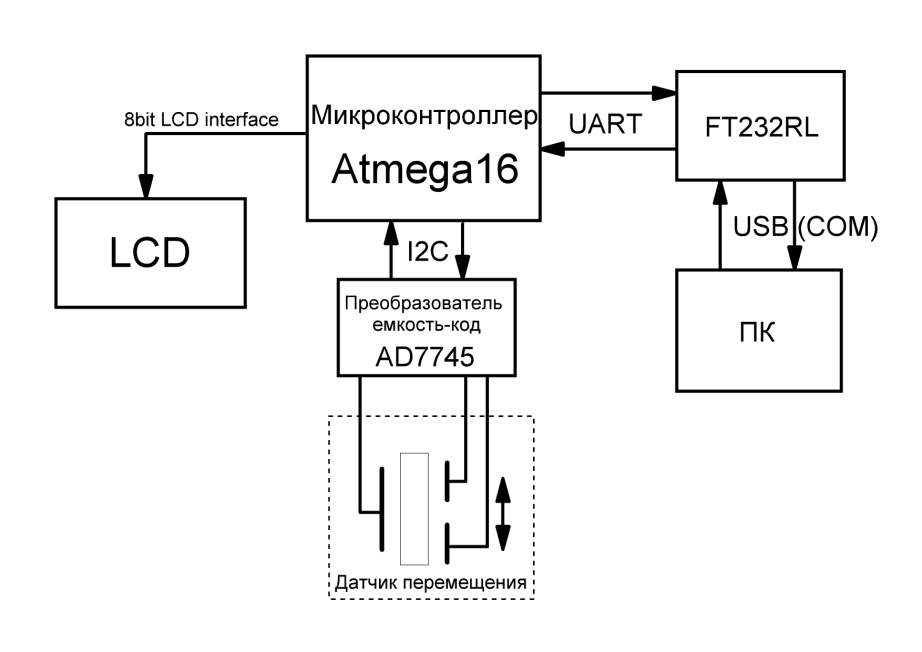 8bit LCD interface
Микроконтроллер
Atmega16
UART
FT232RL
LCD
I2C
USB (COM)
Преобразователь
емкость-код
AD7745
ПК
Датчик перемещения